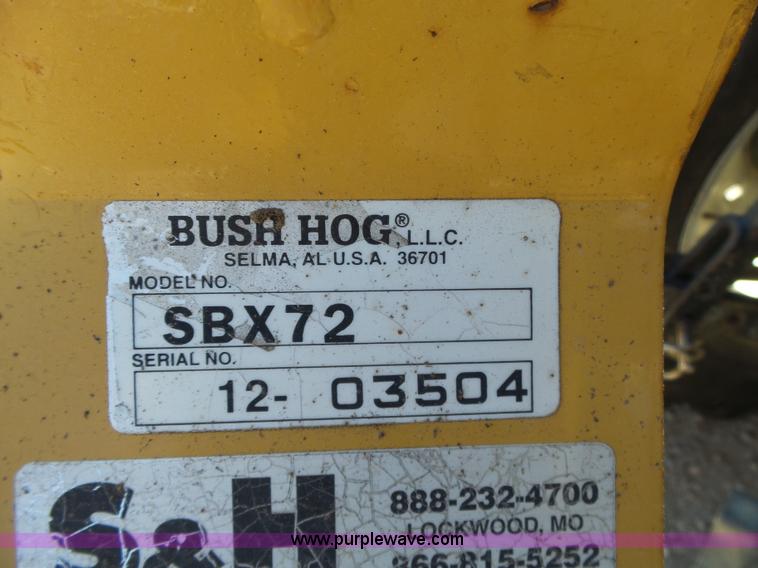 BUSH HOG® L.L.C.
SELMA, AL U.S.A. 36701
MODEL NO.
SBX72
SERIAL NO.
12- 03504
S&H
888-232-4700
LOCKWOOD, MO
866-815-5252
www.purplewave.com